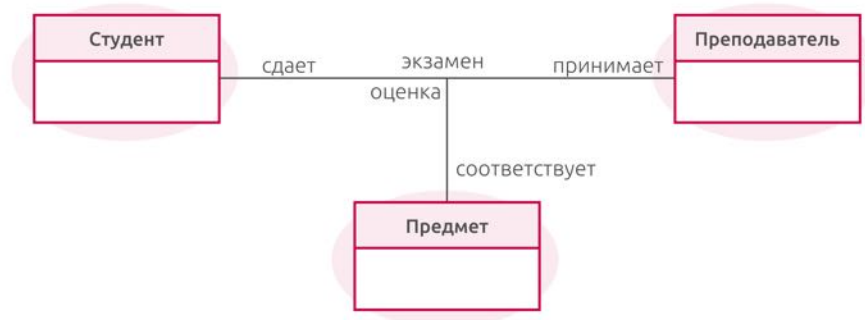 Студент
Преподаватель
сдает экзамен принимает
оценка
соответствует
Предмет